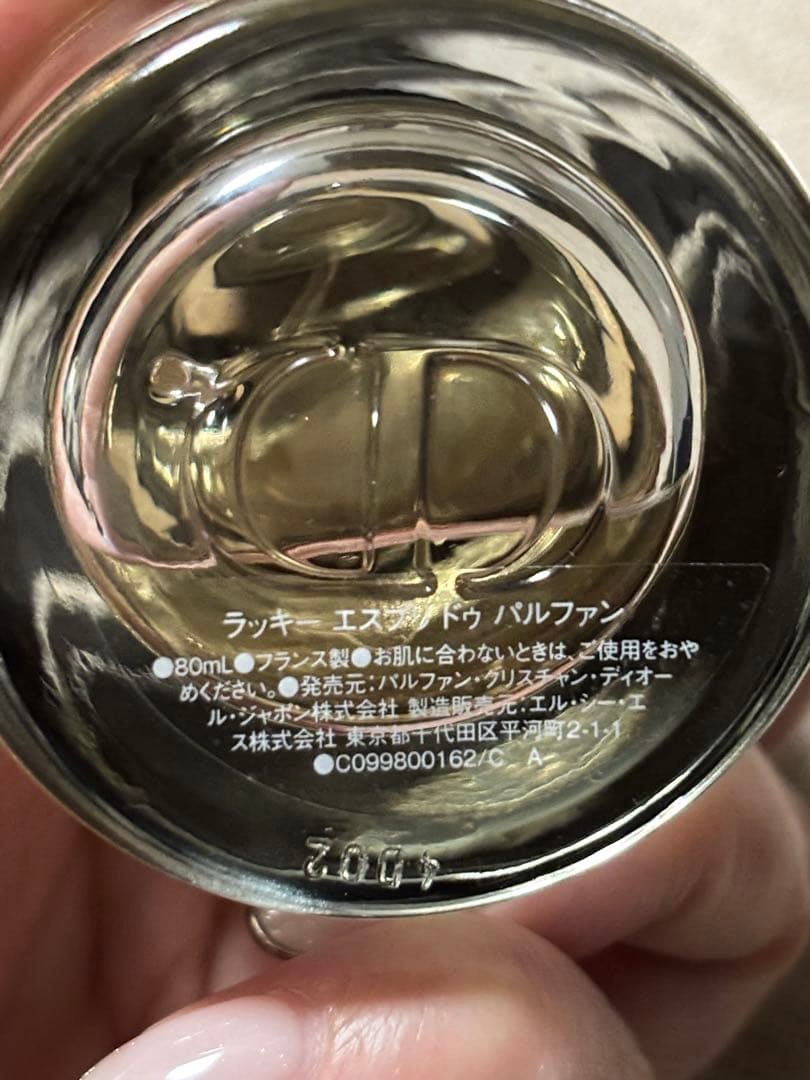 ラッキー エスプリ ドゥ パルファン
●80mL●フランス製●お肌に合わないときは、ご使用をおや
めください。●発売元:パルファン・クリスチャン・ディオー
ル・ジャポン株式会社 製造販売元:エル・シー・エ
ス株式会社 東京都千代田区平河町2-1-1
●C099800162/C A
4D02